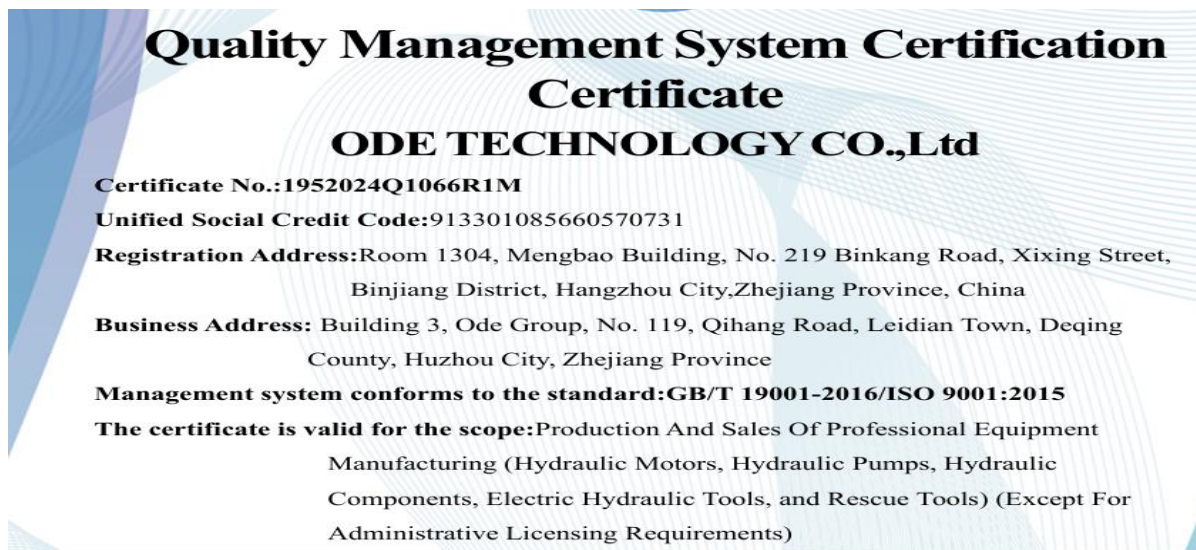 Quality Management System Certification
Certificate
ODE TECHNOLOGY CO.,Ltd
Certificate No.:1952024Q1066R1M
Unified Social Credit Code:913301085660570731
Registration Address:Room 1304, Mengbao Building, No. 219 Binkang Road, Xixing Street,
Binjiang District, Hangzhou City,Zhejiang Province, China
Business Address: Building 3, Ode Group, No. 119, Qihang Road, Leidian Town, Deqing
County, Huzhou City, Zhejiang Province
Management system conforms to the standard:GB/T 19001-2016/ISO 9001:2015
The certificate is valid for the scope:Production And Sales Of Professional Equipment
Manufacturing (Hydraulic Motors, Hydraulic Pumps, Hydraulic
Components, Electric Hydraulic Tools, and Rescue Tools) (Except For
Administrative Licensing Requirements)